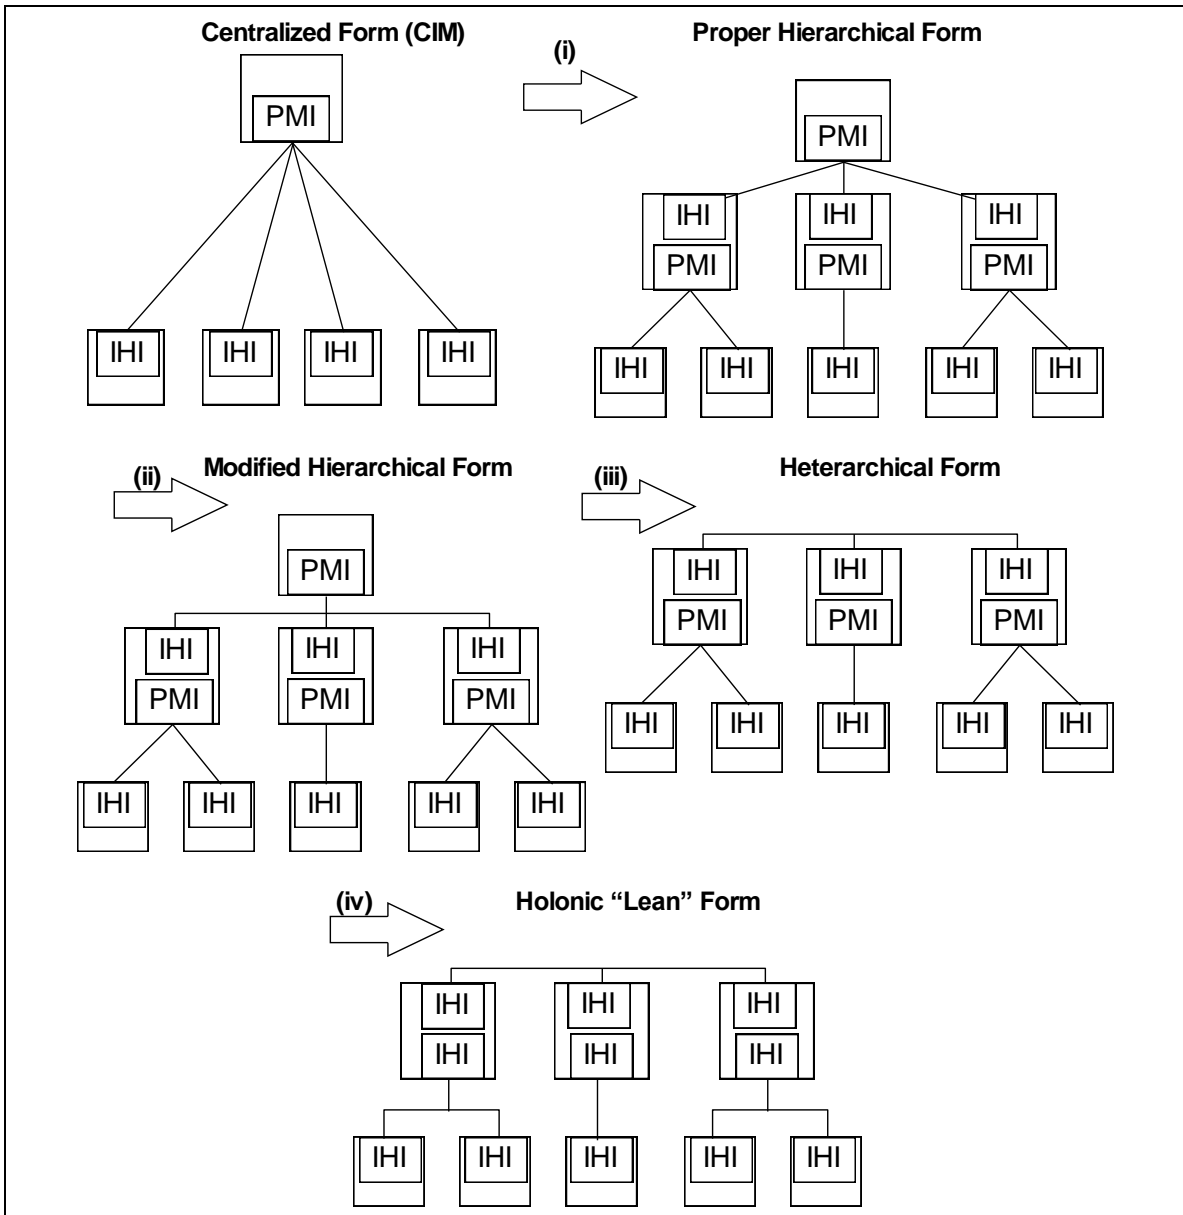 Centralized Form (CIM)
(i)
Proper Hierarchical Form
PMI
IHI IHI IHI IHI
PMI
IHI IHI IHI
PMI PMI PMI
IHI IHI IHI IHI IHI
(ii)
Modified Hierarchical Form
PMI
IHI IHI IHI
PMI PMI PMI
IHI IHI IHI IHI IHI
(iii)
Heterarchical Form
IHI IHI IHI
PMI PMI PMI
IHI IHI IHI IHI IHI
(iv)
Holonic “Lean” Form
IHI IHI IHI
IHI IHI IHI
IHI IHI IHI IHI IHI